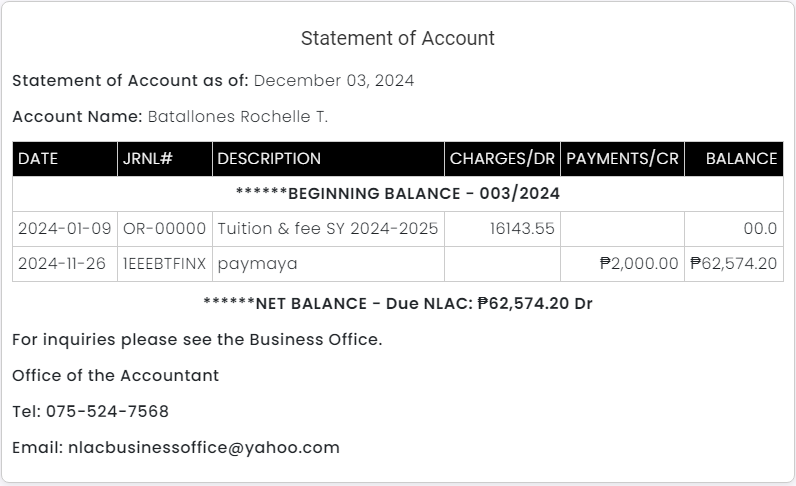 Statement of Account
Statement of Account as of: December 03, 2024
Account Name: Batallones Rochelle T.
DATE JRNL# DESCRIPTION CHARGES/DR PAYMENTS/CR BALANCE
******BEGINNING BALANCE - 003/2024
2024-01-09 OR-00000 Tuition & fee SY 2024-2025 16143.55 00.0
2024-11-26 1EEEBTFINX paymaya ₱2,000.00 ₱62,574.20
******NET BALANCE - Due NLAC: ₱62,574.20 Dr
For inquiries please see the Business Office.
Office of the Accountant
Tel: 075-524-7568
Email: nlacbusinessoffice@yahoo.com